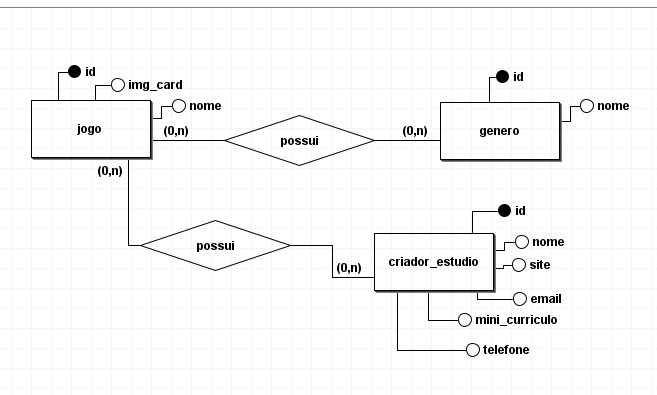 id
img_card
nome
jogo
(0,n)
possui
(0,n)
id
nome
genero
(0,n)
possui
(0,n)
id
nome
site
criador_estudio
email
mini_curriculo
telefone